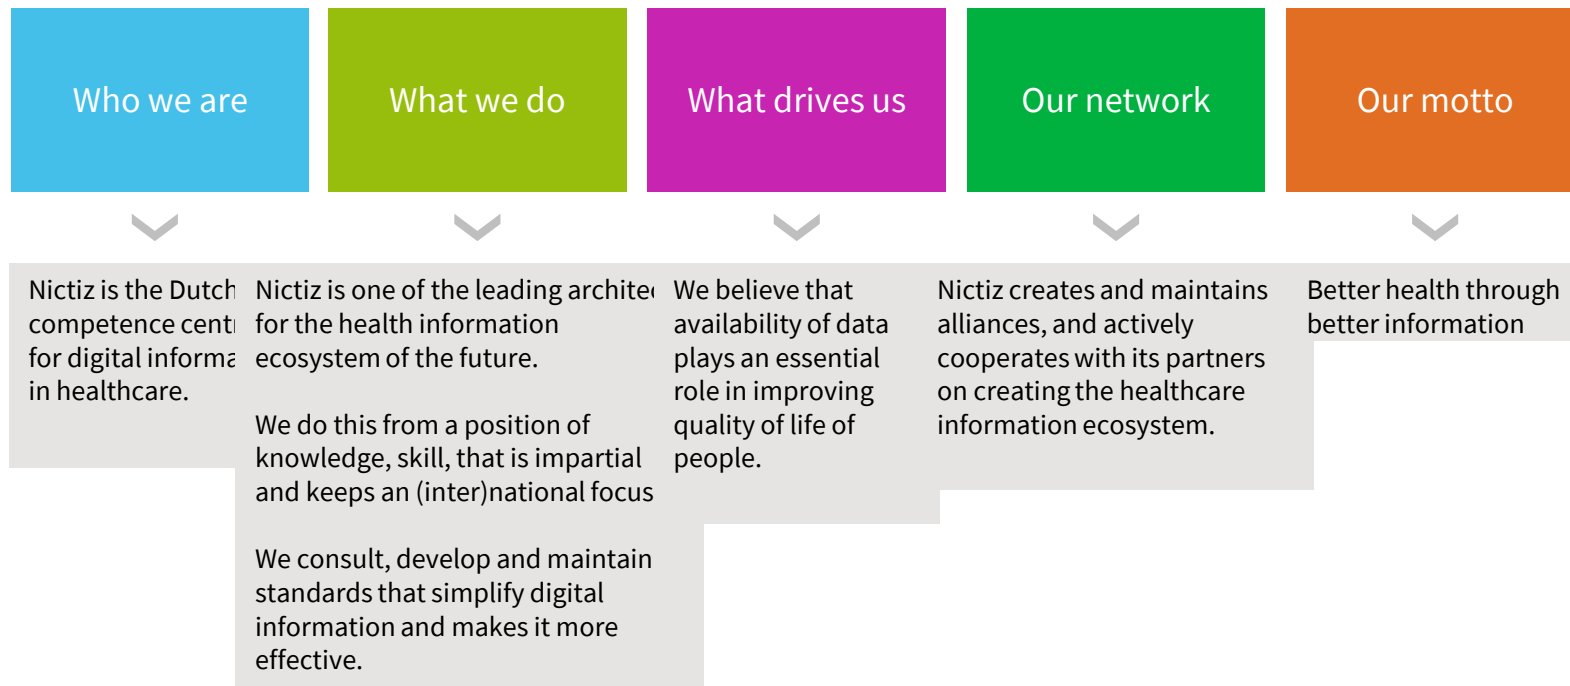 Who we are
What we do
What drives us
Our network
Our motto
Nictiz is the Dutch
competence
for digital
in healthcare.
Nictiz is one of the leading
for the health information
ecosystem of the future.
We do this from a position of
knowledge, skill, that is impartial
and keeps an (inter)national focus
We consult, develop and maintain
standards that simplify digital
information and makes it more
effective.
We believe that
availability of data
plays an essential
role in improving
quality of life of
people.
Nictiz creates and maintains
alliances, and actively
cooperates with its partners
on creating the healthcare
information ecosystem.
Better health through
better information